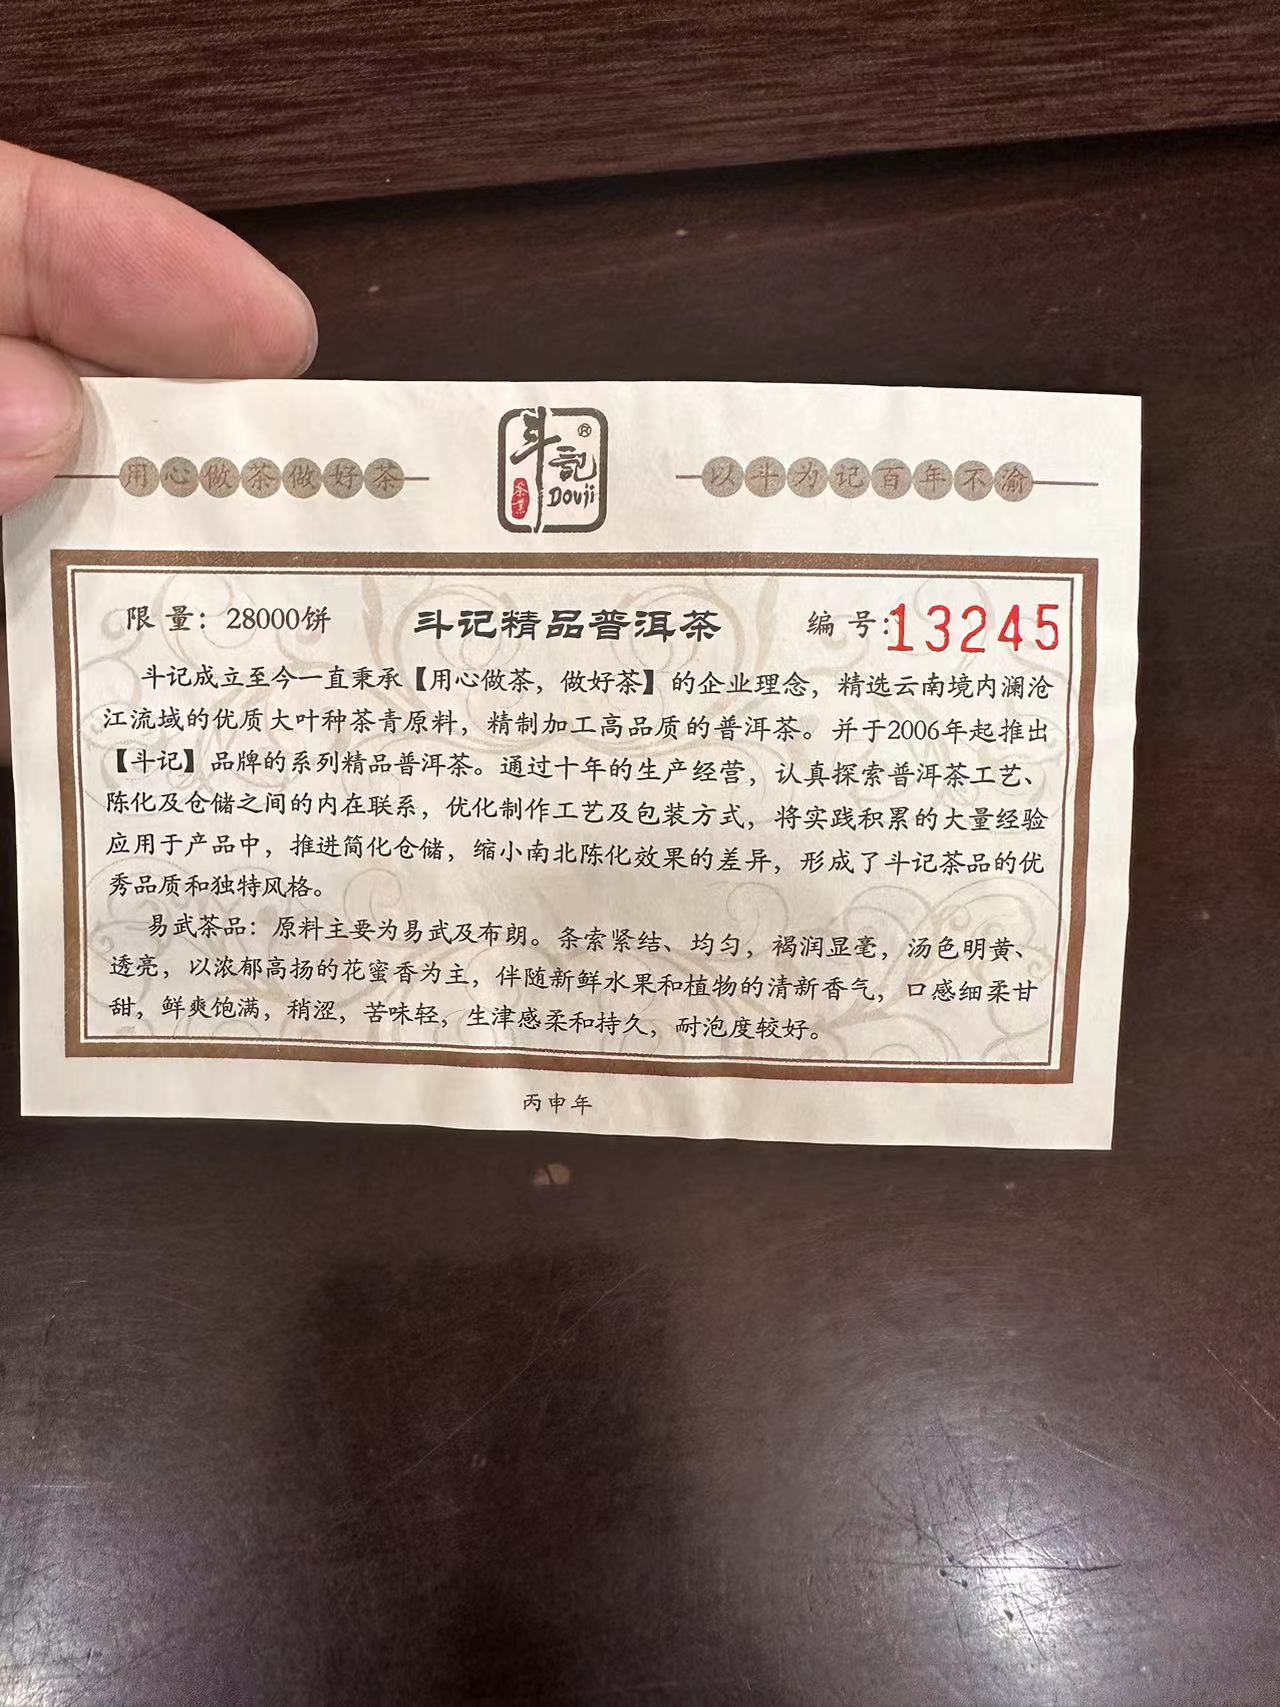 用心做茶做好茶
斗记®
茶业
Douji
以斗为记百年不渝
限 量：28000饼
斗记精品普洱茶
编 号：13245
斗记成立至今一直秉承【用心做茶，做好茶】的企业理念，精选云南境内澜沧
江流域的优质大叶种茶青原料，精制加工高品质的普洱茶。并于2006年起推出
【斗记】品牌的系列精品普洱茶。通过十年的生产经营，认真探索普洱茶工艺、
陈化及仓储之间的内在联系，优化制作工艺及包装方式，将实践积累的大量经验
应用于产品中，推进简化仓储，缩小南北陈化效果的差异，形成了斗记茶品的优
秀品质和独特风格。
易武茶品：原料主要为易武及布朗。条索紧结、均匀，褐润显毫，汤色明黄、
透亮，以浓郁高扬的花蜜香为主，伴随新鲜水果和植物的清新香气，口感细柔甘
甜，鲜爽饱满，稍涩，苦味轻，生津感柔和持久，耐泡度较好。
丙申年